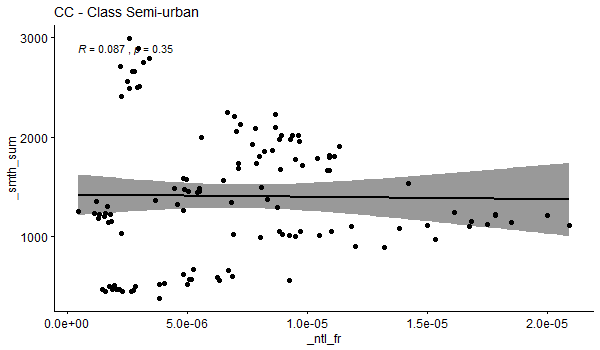 CC - Class Semi-urban
R = 0.087 , p = 0.35
3000
2000
1000
_smth_sum
0.0e+00 5.0e-06 1.0e-05 1.5e-05 2.0e-05
_ntl_fr